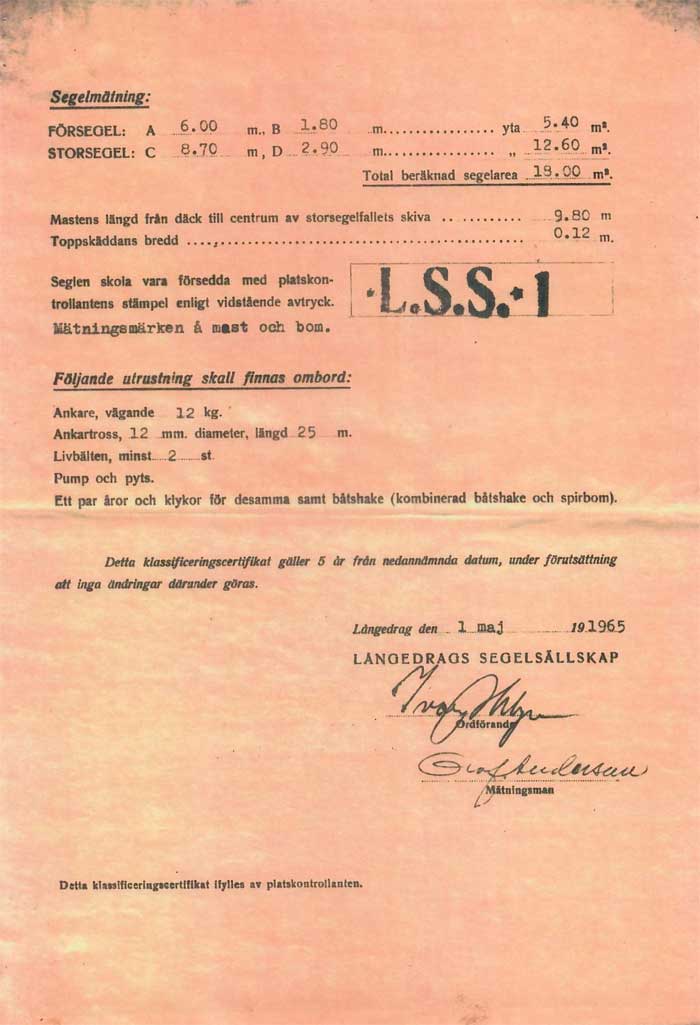 Segelmätning:
FÖRSEGEL: A 6.00 m., B 1.80 m................... yta 5.40 m².
STORSEGEL: C 8.70 m, D 2.90 m................... „ 12.60 m².
Total beräknad segelarea 18.00 m².
Mastens längd från däck till centrum av storsegelfallets skiva ............ 9.80 m
Toppskäddans bredd ........................................................ 0.12 m.
Seglen skola vara försedda med platskon-
trollantens stämpel enligt vidstående avtryck.
Mätningsmärken å mast och bom.
·L.S.S.·1
Följande utrustning skall finnas ombord:
Ankare, vägande 12 kg.
Ankartross, 12 mm. diameter, längd 25 m.
Livbälten, minst 2 st.
Pump och pyts.
Ett par åror och klykor för desamma samt båtshake (kombinerad båtshake och spirbom).
Detta klassificeringscertifikat gäller 5 år från nedannämnda datum, under förutsättning
att inga ändringar därunder göras.
Långedrag den 1 maj 19 1965
LÅNGEDRAGS SEGELSÄLLSKAP
Ordförande
Olof Andersson
Mätningsman
Detta klassificeringscertifikat ifylles av platskontrollanten.